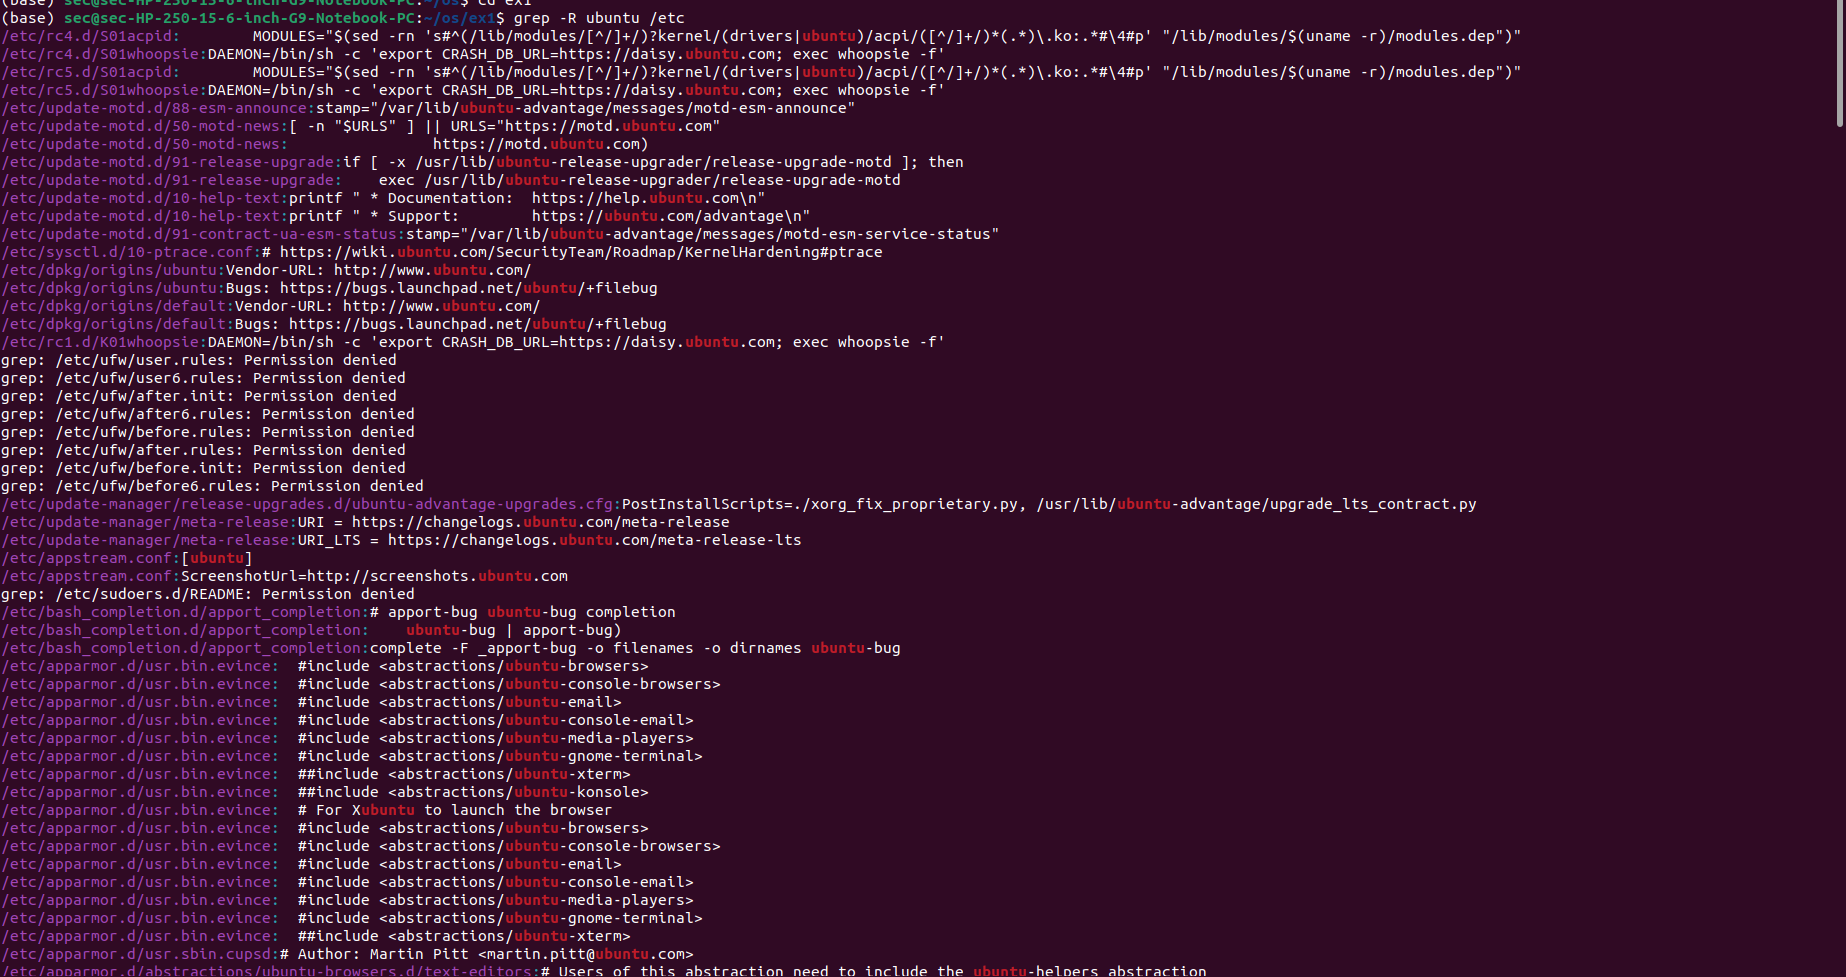 (base) sec@sec-HP-250-15-6-inch-G9-Notebook-PC:~/os$ cd ex1
(base) sec@sec-HP-250-15-6-inch-G9-Notebook-PC:~/os/ex1$ grep -R ubuntu /etc
/etc/rc4.d/S01acpid:        MODULES="$(sed -rn 's#^(/lib/modules/[^/]+/)?kernel/(drivers|ubuntu)/acpi/([^/]+/)*(.*)\.ko:.*#\4#p' "/lib/modules/$(uname -r)/modules.dep")"
/etc/rc4.d/S01whoopsie:DAEMON=/bin/sh -c 'export CRASH_DB_URL=https://daisy.ubuntu.com; exec whoopsie -f'
/etc/rc5.d/S01acpid:        MODULES="$(sed -rn 's#^(/lib/modules/[^/]+/)?kernel/(drivers|ubuntu)/acpi/([^/]+/)*(.*)\.ko:.*#\4#p' "/lib/modules/$(uname -r)/modules.dep")"
/etc/rc5.d/S01whoopsie:DAEMON=/bin/sh -c 'export CRASH_DB_URL=https://daisy.ubuntu.com; exec whoopsie -f'
/etc/update-motd.d/88-esm-announce:stamp="/var/lib/ubuntu-advantage/messages/motd-esm-announce"
/etc/update-motd.d/50-motd-news:[ -n "$URLS" ] || URLS="https://motd.ubuntu.com"
/etc/update-motd.d/50-motd-news:                https://motd.ubuntu.com)
/etc/update-motd.d/91-release-upgrade:if [ -x /usr/lib/ubuntu-release-upgrader/release-upgrade-motd ]; then
/etc/update-motd.d/91-release-upgrade:    exec /usr/lib/ubuntu-release-upgrader/release-upgrade-motd
/etc/update-motd.d/10-help-text:printf " * Documentation:  https://help.ubuntu.com\n"
/etc/update-motd.d/10-help-text:printf " * Support:        https://ubuntu.com/advantage\n"
/etc/update-motd.d/91-contract-ua-esm-status:stamp="/var/lib/ubuntu-advantage/messages/motd-esm-service-status"
/etc/sysctl.d/10-ptrace.conf:# https://wiki.ubuntu.com/SecurityTeam/Roadmap/KernelHardening#ptrace
/etc/dpkg/origins/ubuntu:Vendor-URL: http://www.ubuntu.com/
/etc/dpkg/origins/ubuntu:Bugs: https://bugs.launchpad.net/ubuntu/+filebug
/etc/dpkg/origins/default:Vendor-URL: http://www.ubuntu.com/
/etc/dpkg/origins/default:Bugs: https://bugs.launchpad.net/ubuntu/+filebug
/etc/rc1.d/K01whoopsie:DAEMON=/bin/sh -c 'export CRASH_DB_URL=https://daisy.ubuntu.com; exec whoopsie -f'
grep: /etc/ufw/user.rules: Permission denied
grep: /etc/ufw/user6.rules: Permission denied
grep: /etc/ufw/after.init: Permission denied
grep: /etc/ufw/after6.rules: Permission denied
grep: /etc/ufw/before.rules: Permission denied
grep: /etc/ufw/after.rules: Permission denied
grep: /etc/ufw/before.init: Permission denied
grep: /etc/ufw/before6.rules: Permission denied
/etc/update-manager/release-upgrades.d/ubuntu-advantage-upgrades.cfg:PostInstallScripts=./xorg_fix_proprietary.py, /usr/lib/ubuntu-advantage/upgrade_lts_contract.py
/etc/update-manager/meta-release:URI = https://changelogs.ubuntu.com/meta-release
/etc/update-manager/meta-release:URI_LTS = https://changelogs.ubuntu.com/meta-release-lts
/etc/appstream.conf:[ubuntu]
/etc/appstream.conf:ScreenshotUrl=http://screenshots.ubuntu.com
grep: /etc/sudoers.d/README: Permission denied
/etc/bash_completion.d/apport_completion:# apport-bug ubuntu-bug completion
/etc/bash_completion.d/apport_completion:    ubuntu-bug | apport-bug)
/etc/bash_completion.d/apport_completion:complete -F _apport-bug -o filenames -o dirnames ubuntu-bug
/etc/apparmor.d/usr.bin.evince:  #include <abstractions/ubuntu-browsers>
/etc/apparmor.d/usr.bin.evince:  #include <abstractions/ubuntu-console-browsers>
/etc/apparmor.d/usr.bin.evince:  #include <abstractions/ubuntu-email>
/etc/apparmor.d/usr.bin.evince:  #include <abstractions/ubuntu-console-email>
/etc/apparmor.d/usr.bin.evince:  #include <abstractions/ubuntu-media-players>
/etc/apparmor.d/usr.bin.evince:  #include <abstractions/ubuntu-gnome-terminal>
/etc/apparmor.d/usr.bin.evince:  ##include <abstractions/ubuntu-xterm>
/etc/apparmor.d/usr.bin.evince:  ##include <abstractions/ubuntu-konsole>
/etc/apparmor.d/usr.bin.evince:  # For Xubuntu to launch the browser
/etc/apparmor.d/usr.bin.evince:  #include <abstractions/ubuntu-browsers>
/etc/apparmor.d/usr.bin.evince:  #include <abstractions/ubuntu-console-browsers>
/etc/apparmor.d/usr.bin.evince:  #include <abstractions/ubuntu-email>
/etc/apparmor.d/usr.bin.evince:  #include <abstractions/ubuntu-console-email>
/etc/apparmor.d/usr.bin.evince:  #include <abstractions/ubuntu-media-players>
/etc/apparmor.d/usr.bin.evince:  #include <abstractions/ubuntu-gnome-terminal>
/etc/apparmor.d/usr.bin.evince:  ##include <abstractions/ubuntu-xterm>
/etc/apparmor.d/usr.sbin.cupsd:# Author: Martin Pitt <martin.pitt@ubuntu.com>
/etc/apparmor.d/abstractions/ubuntu-browsers.d/text-editors:# Users of this abstraction need to include the ubuntu-helpers abstraction